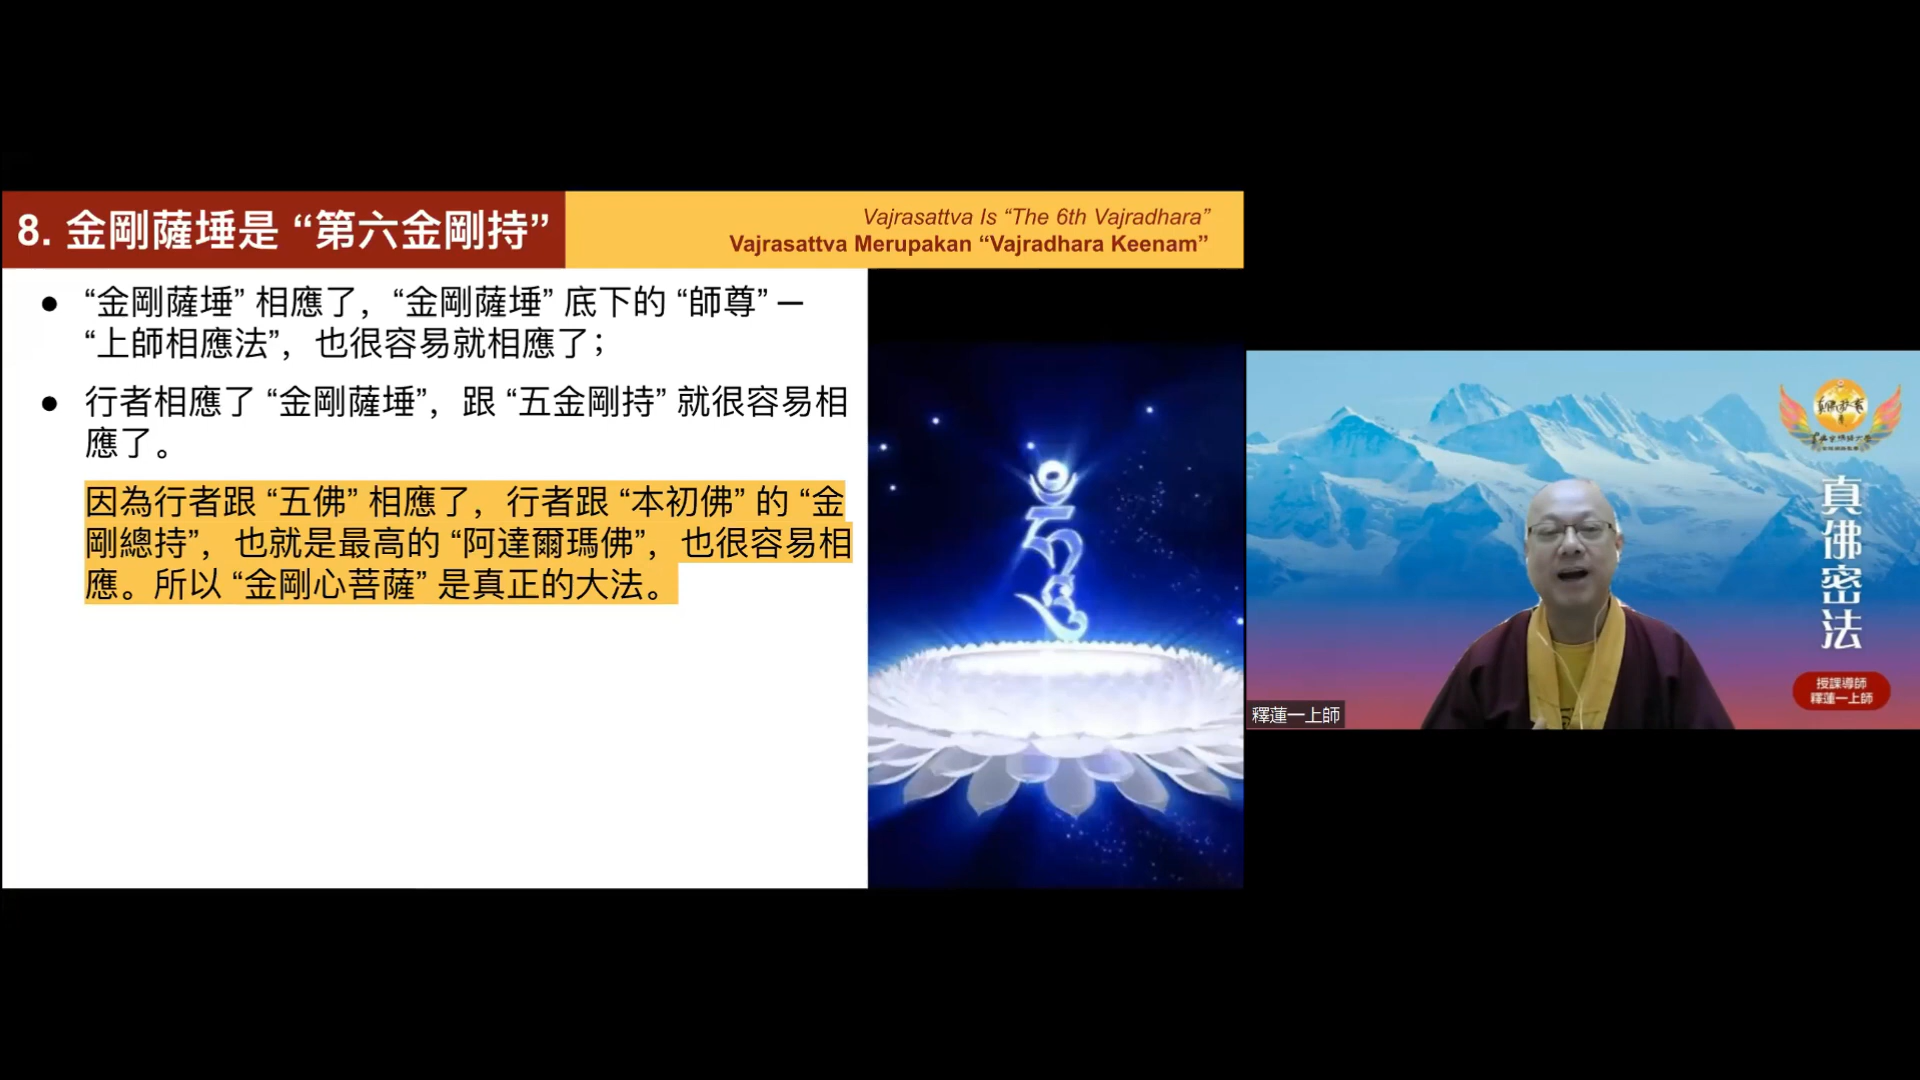 8. 金剛薩埵是 “第六金剛持”
Vajrasattva Is “The 6th Vajradhara”
Vajrasattva Merupakan “Vajradhara Keenam”
● “金剛薩埵” 相應了，“金剛薩埵” 底下的 “師尊” —
“上師相應法”，也很容易就相應了；
● 行者相應了 “金剛薩埵”，跟 “五金剛持” 就很容易相
應了。
因為行者跟 “五佛” 相應了，行者跟 “本初佛” 的 “金
剛總持”，也就是最高的 “阿達爾瑪佛”，也很容易相
應。所以 “金剛心菩薩” 是真正的大法。
真佛密法
授課導師
釋蓮一上師
釋蓮一上師